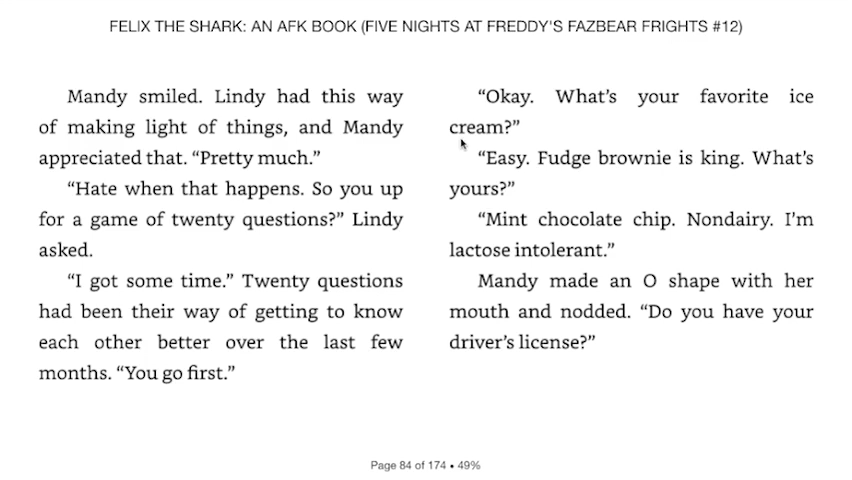 FELIX THE SHARK: AN AFK BOOK (FIVE NIGHTS AT FREDDY'S FAZBEAR FRIGHTS #12)
Mandy smiled. Lindy had this way
of making light of things, and Mandy
appreciated that. “Pretty much.”
“Hate when that happens. So you up
for a game of twenty questions?” Lindy
asked.
“I got some time.” Twenty questions
had been their way of getting to know
each other better over the last few
months. “You go first.”
“Okay. What’s your favorite ice
cream?”
“Easy. Fudge brownie is king. What’s
yours?”
“Mint chocolate chip. Nondairy. I’m
lactose intolerant.”
Mandy made an O shape with her
mouth and nodded. “Do you have your
driver’s license?”
Page 84 of 174 • 49%